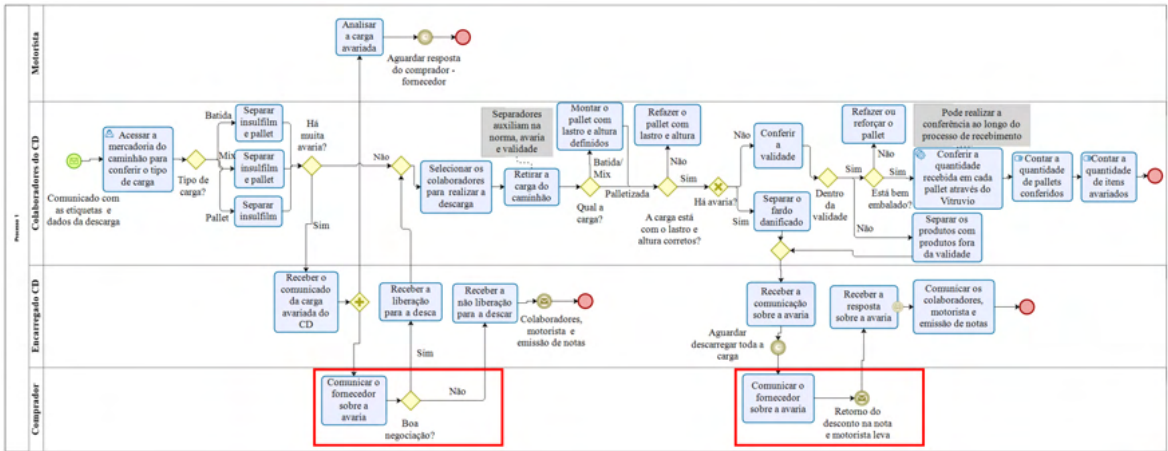 Processo 1
Motorista
Analisar
a carga
avariada
Aguardar resposta
do comprador -
fornecedor
Colaboradores do CD
Comunicado com
as etiquetas e
dados da descarga
Acessar a
mercadoria do
caminhão para
conferir o tipo
de carga
Tipo de
carga?
Batida
Mix
Pallet
Separar
insulfilm
e pallet
Separar
insulfilm
e pallet
Separar
insulfilm
Há
muita
avaria?
Não
Sim
Selecionar os
colaboradores
para realizar a
descarga
Separadores
auxiliam na
norma, avaria
e validade
Retirar a
carga do
caminhão
Montar o
pallet com
lastro e altura
definidos
Batida/
Mix
Qual a
carga?
Palletizada
Refazer o
pallet com
lastro e altura
Não
Sim
A carga está
com o lastro e
altura corretos?
Há avaria?
Não
Sim
Conferir
a
validade
Separar o
fardo
danificado
Dentro
da
validade
Sim
Não
Refazer ou
reforçar o
pallet
Não
Sim
Está bem
embalado?
Pode realizar a
conferência ao longo do
processo de recebimento
Conferir a
quantidade
recebida em cada
pallet através do
Vitruvio
Contar a
quantidade
de pallets
conferidos
Contar a
quantidade
de itens
avariados
Separar os
produtos com
produtos fora
da validade
Encarregado CD
Receber o
comunicado
da carga
avariada do
CD
Receber a
liberação
para a desca
Receber a
não liberação
para a descar
Colaboradores,
motorista e
emissão de notas
Receber a
comunicação
sobre a avaria
Aguardar
descarregar toda a
carga
Receber a
resposta
sobre a avaria
Comunicar os
colaboradores,
motorista e
emissão de notas
Comprador
Comunicar o
fornecedor
sobre a
avaria
Sim
Não
Boa
negociação?
Comunicar o
fornecedor
sobre a avaria
Retorno do
desconto na nota
e motorista leva